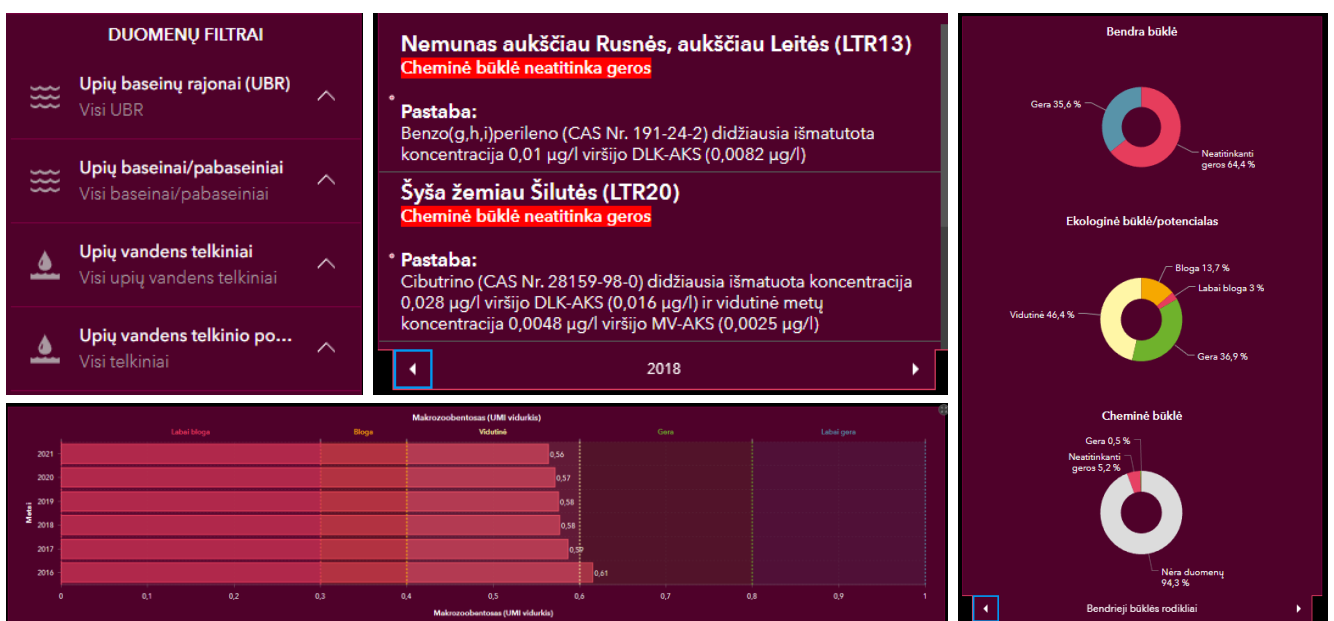 DUOMENŲ FILTRAI
Upių baseinų rajonai (UBR)
Visi UBR
Upių baseinai/pabaseiniai
Visi baseinai/pabaseiniai
Upių vandens telkiniai
Visi upių vandens telkiniai
Upių vandens telkinio po...
Visi telkiniai
Nemunas aukščiau Rusnės, aukščiau Leitės (LTR13)
Cheminė būklė neatitinka geros
Pastaba:
Benzo(g,h,i)perileno (CAS Nr. 191-24-2) didžiausia išmatutota
koncentracija 0,01 µg/l viršijo DLK-AKS (0,0082 µg/l)
Šyša žemiau Šilutės (LTR20)
Cheminė būklė neatitinka geros
Pastaba:
Cibutrino (CAS Nr. 28159-98-0) didžiausia išmatuota koncentracija
0,028 µg/l viršijo DLK-AKS (0,016 µg/l) ir vidutinė metų
koncentracija 0,0048 µg/l viršijo MV-AKS (0,0025 µg/l)
2018
Bendra būklė
Gera 35,6 %
Neatitinkanti
geros 64,4 %
Ekologinė būklė/potencialas
Bloga 13,7 %
Labai bloga 3 %
Vidutinė 46,4 %
Gera 36,9 %
Cheminė būklė
Gera 0,5 %
Neatitinkanti
geros 5,2 %
Nėra duomenų
94,3 %
Bendrieji būklės rodikliai
Makrozoobentosas (UMI vidurkis)
Labai bloga Bloga Vidutinė Gera Labai gera
Metai
2021 0,56
2020 0,57
2019 0,58
2018 0,58
2017 0,59
2016 0,61
0 0,1 0,2 0,3 0,4 0,5 0,6 0,7 0,8 0,9 1
Makrozoobentosas (UMI vidurkis)